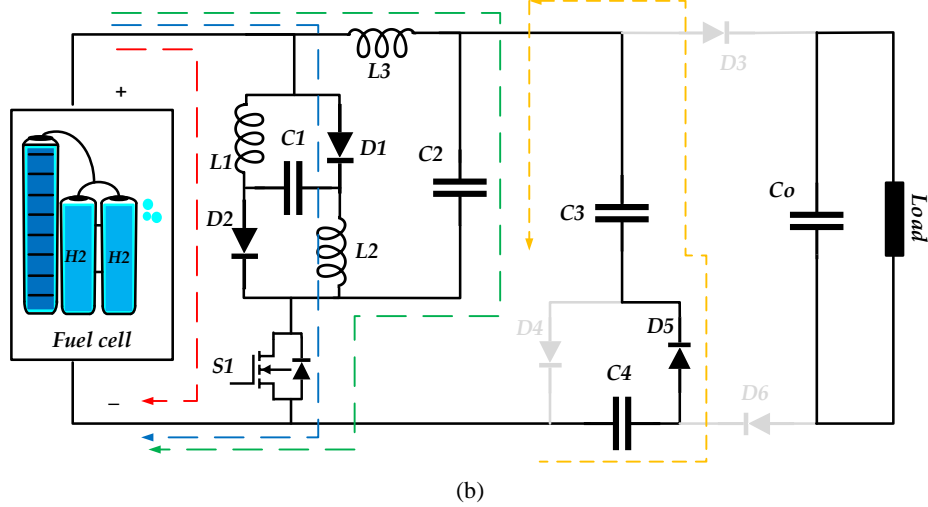 L3
D3
+
C1
D1
L1
C2
D2
C3
Co
Load
H2
H2
L2
Fuel cell
D4
D5
S1
C4
D6
−
(b)